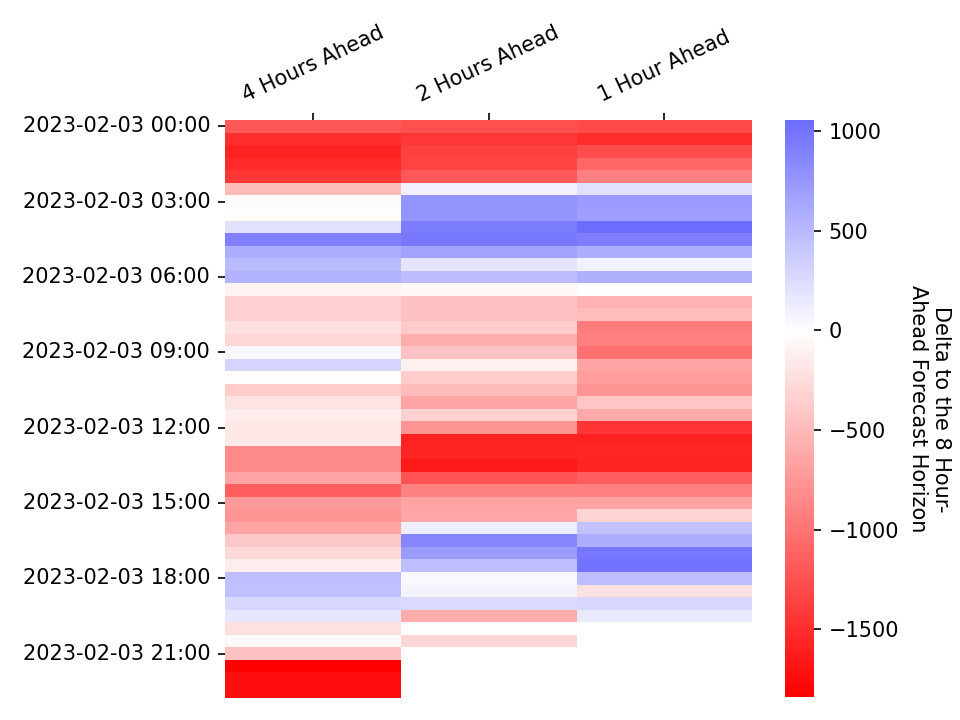 4 Hours Ahead
2 Hours Ahead
1 Hour Ahead
2023-02-03 00:00
2023-02-03 03:00
2023-02-03 06:00
2023-02-03 09:00
2023-02-03 12:00
2023-02-03 15:00
2023-02-03 18:00
2023-02-03 21:00
1000
500
0
−500
−1000
−1500
Delta to the 8 Hour-
Ahead Forecast Horizon